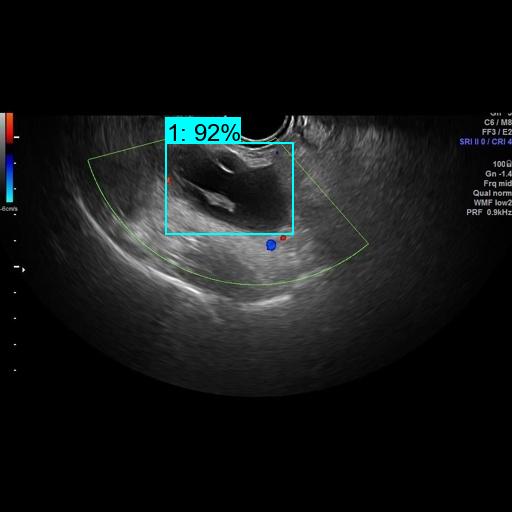 1: 92%
C6 / M8
FF3 / E2
SRI II 0 / CRI 4
100
Gn -1.4
Frq mid
Qual norm
WMF low2
PRF 0.9kHz
-6cm/s